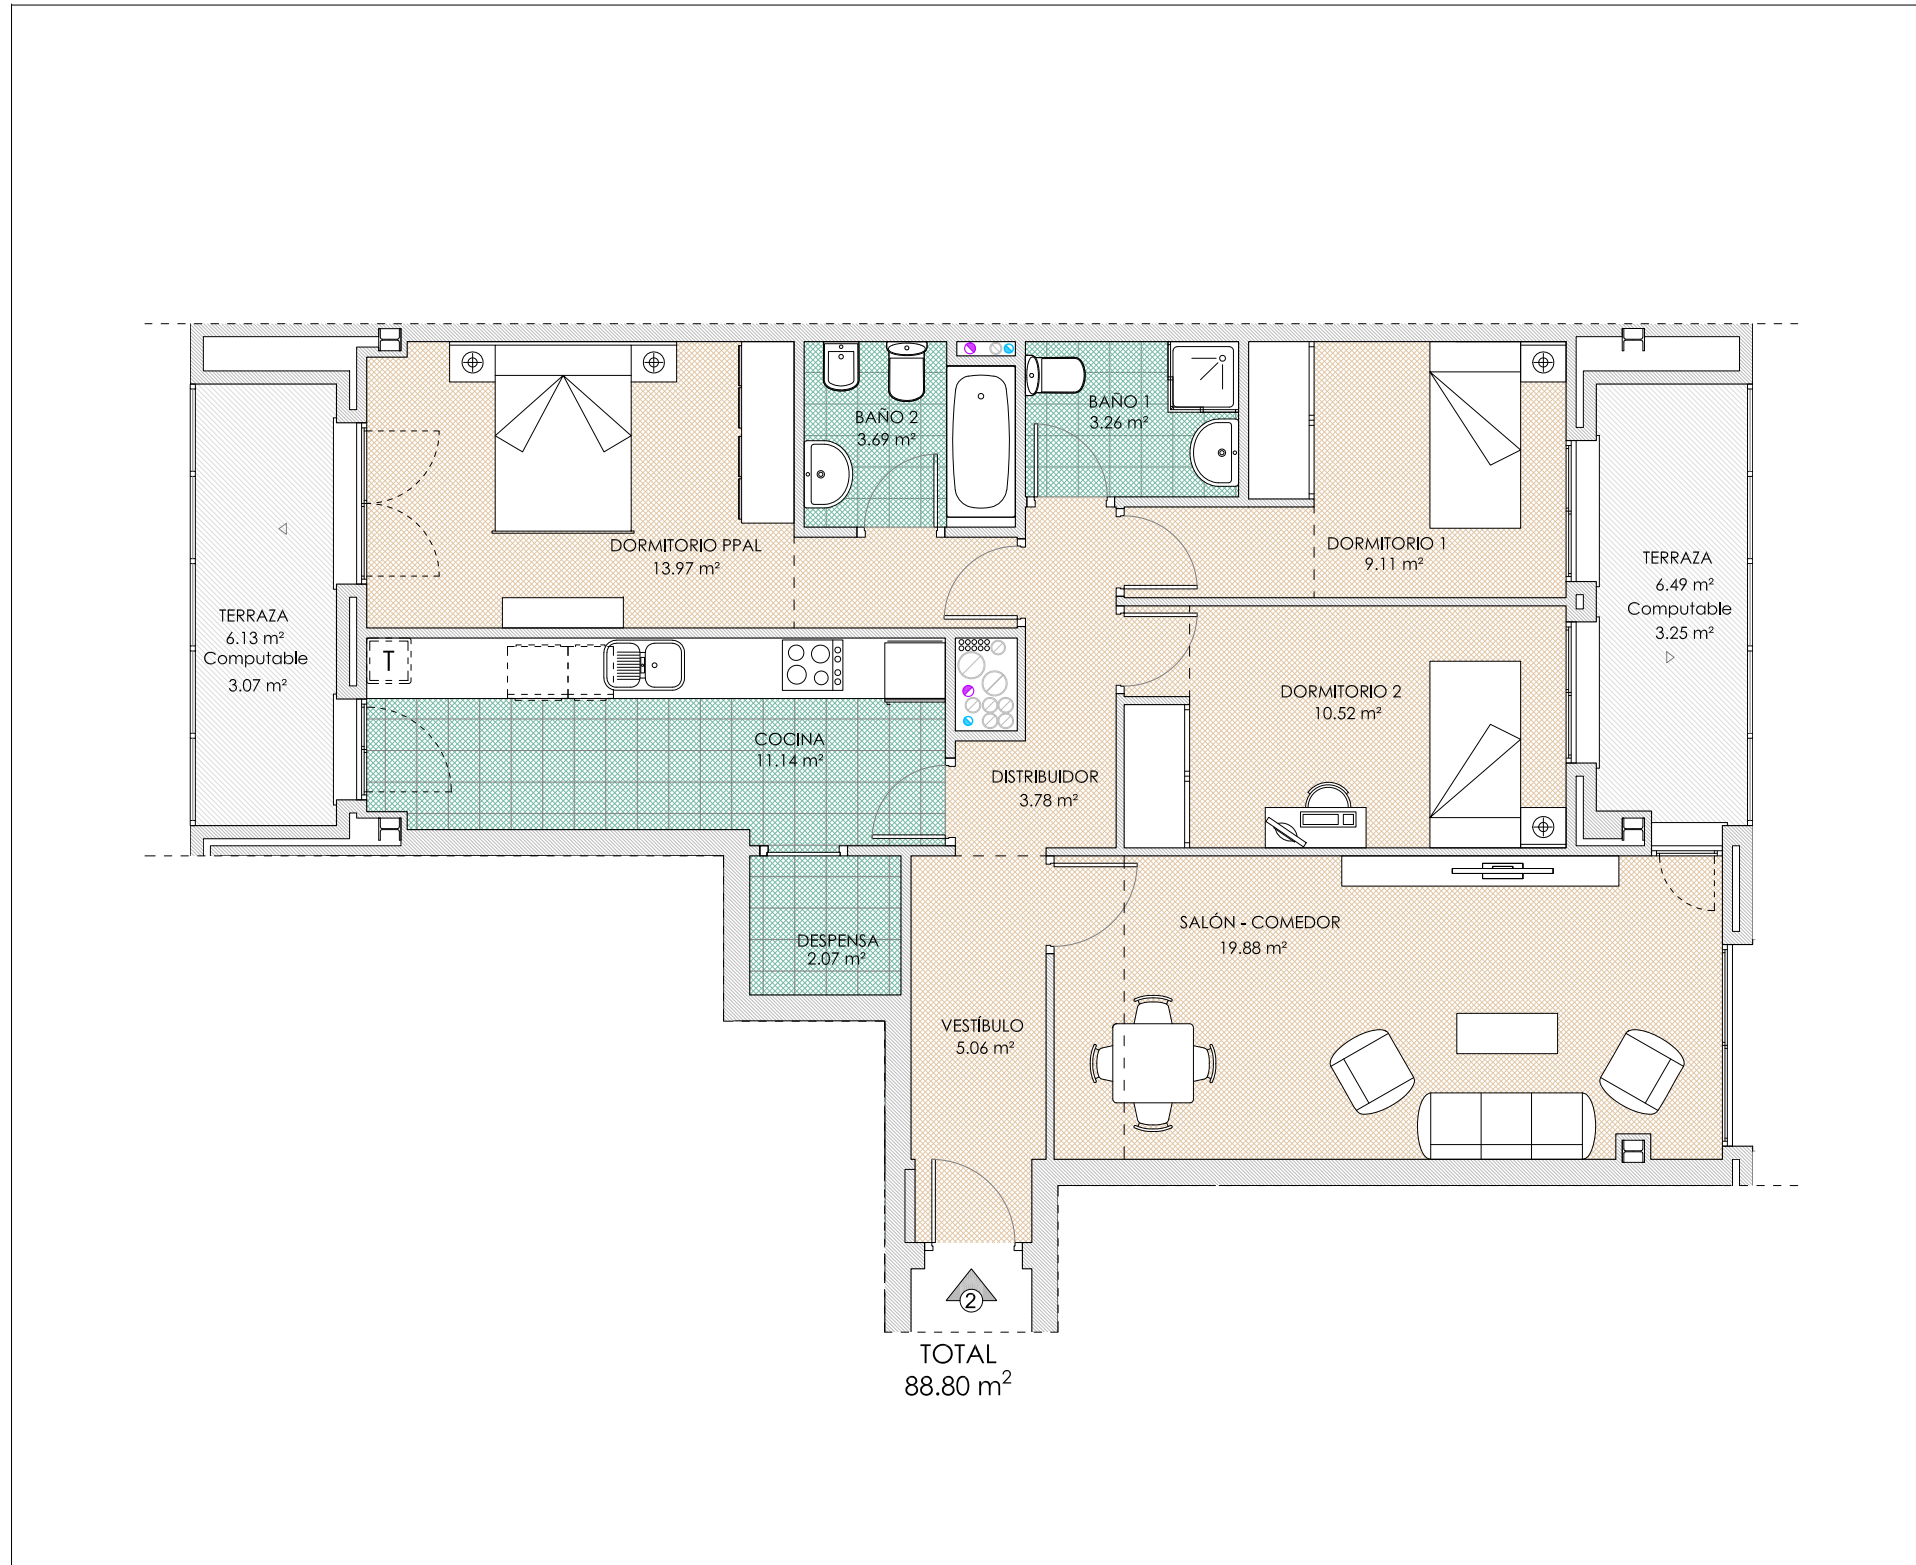 BAÑO 2
3.69 m²
BAÑO 1
3.26 m²
DORMITORIO PPAL
13.97 m²
DORMITORIO 1
9.11 m²
TERRAZA
6.49 m²
Computable
3.25 m²
TERRAZA
6.13 m²
Computable
3.07 m²
T
DORMITORIO 2
10.52 m²
COCINA
11.14 m²
DISTRIBUIDOR
3.78 m²
SALÓN - COMEDOR
19.88 m²
DESPENSA
2.07 m²
VESTÍBULO
5.06 m²
2
TOTAL
88.80 m²